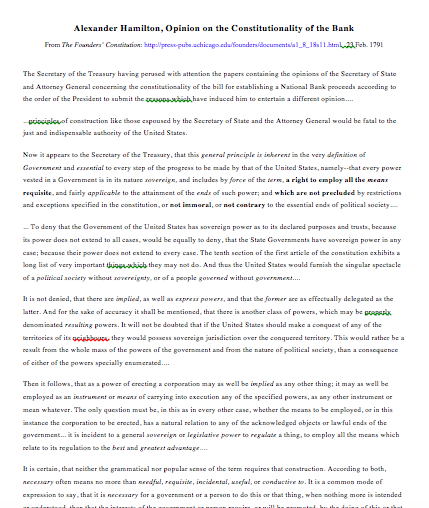 Alexander Hamilton, Opinion on the Constitutionality of the Bank
From The Founders' Constitution: http://press-pubs.uchicago.edu/founders/documents/a1_8_18s11.html, 23 Feb. 1791
The Secretary of the Treasury having perused with attention the papers containing the opinions of the Secretary of State
and Attorney General concerning the constitutionality of the bill for establishing a National Bank proceeds according to
the order of the President to submit the reasons which have induced him to entertain a different opinion....
...principles of construction like those espoused by the Secretary of State and the Attorney General would be fatal to the
just and indispensable authority of the United States.
Now it appears to the Secretary of the Treasury, that this general principle is inherent in the very definition of
Government and essential to every step of the progress to be made by that of the United States, namely--that every power
vested in a Government is in its nature sovereign, and includes by force of the term, a right to employ all the means
requisite, and fairly applicable to the attainment of the ends of such power; and which are not precluded by restrictions
and exceptions specified in the constitution, or not immoral, or not contrary to the essential ends of political society....
... To deny that the Government of the United States has sovereign power as to its declared purposes and trusts, because
its power does not extend to all cases, would be equally to deny, that the State Governments have sovereign power in any
case; because their power does not extend to every case. The tenth section of the first article of the constitution exhibits a
long list of very important things which they may not do. And thus the United States would furnish the singular spectacle
of a political society without sovereignty, or of a people governed without government....
It is not denied, that there are implied, as well as express powers, and that the former are as effectually delegated as the
latter. And for the sake of accuracy it shall be mentioned, that there is another class of powers, which may be properly
denominated resulting powers. It will not be doubted that if the United States should make a conquest of any of the
territories of its neighbours, they would possess sovereign jurisdiction over the conquered territory. This would rather be a
result from the whole mass of the powers of the government and from the nature of political society, than a consequence
of either of the powers specially enumerated....
Then it follows, that as a power of erecting a corporation may as well be implied as any other thing; it may as well be
employed as an instrument or means of carrying into execution any of the specified powers, as any other instrument or
mean whatever. The only question must be, in this as in every other case, whether the means to be employed, or in this
instance the corporation to be erected, has a natural relation to any of the acknowledged objects or lawful ends of the
government... it is incident to a general sovereign or legislative power to regulate a thing, to employ all the means which
relate to its regulation to the best and greatest advantage....
It is certain, that neither the grammatical nor popular sense of the term requires that construction. According to both,
necessary often means no more than needful, requisite, incidental, useful, or conducive to. It is a common mode of
expression to say, that it is necessary for a government or a person to do this or that thing, when nothing more is intended